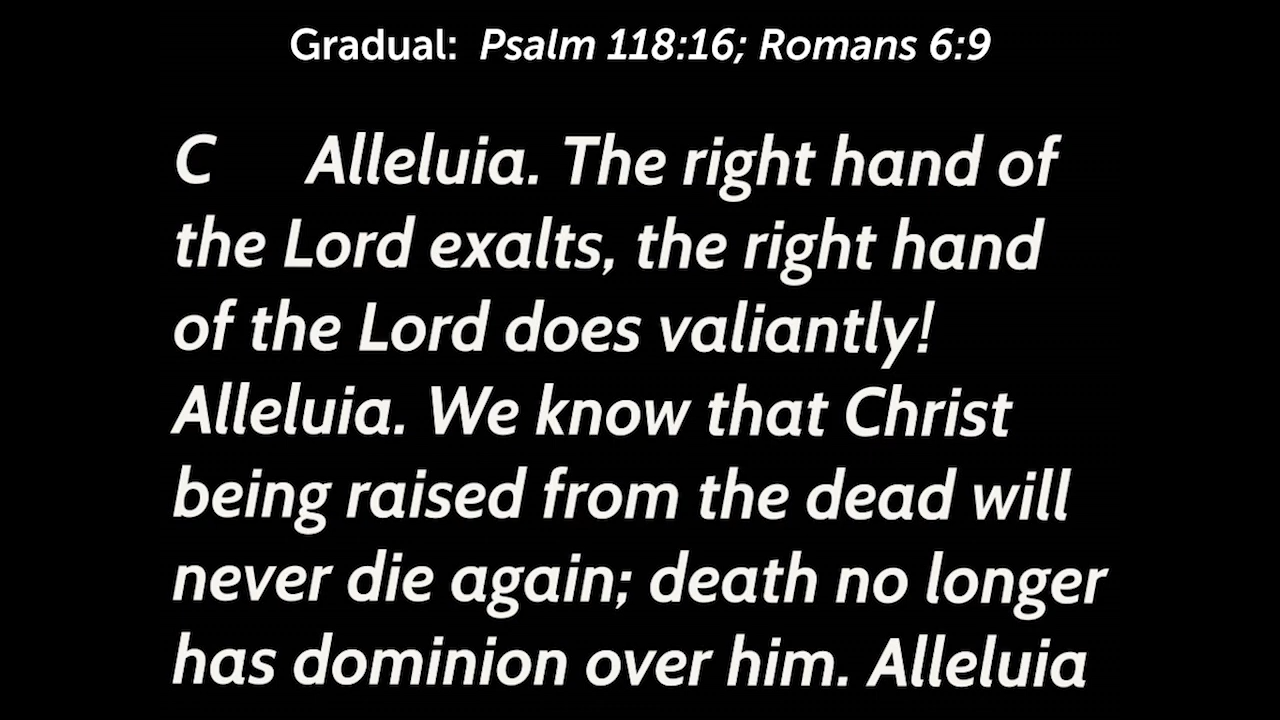 Gradual: Psalm 118:16; Romans 6:9
C Alleluia. The right hand of
the Lord exalts, the right hand
of the Lord does valiantly!
Alleluia. We know that Christ
being raised from the dead will
never die again; death no longer
has dominion over him. Alleluia